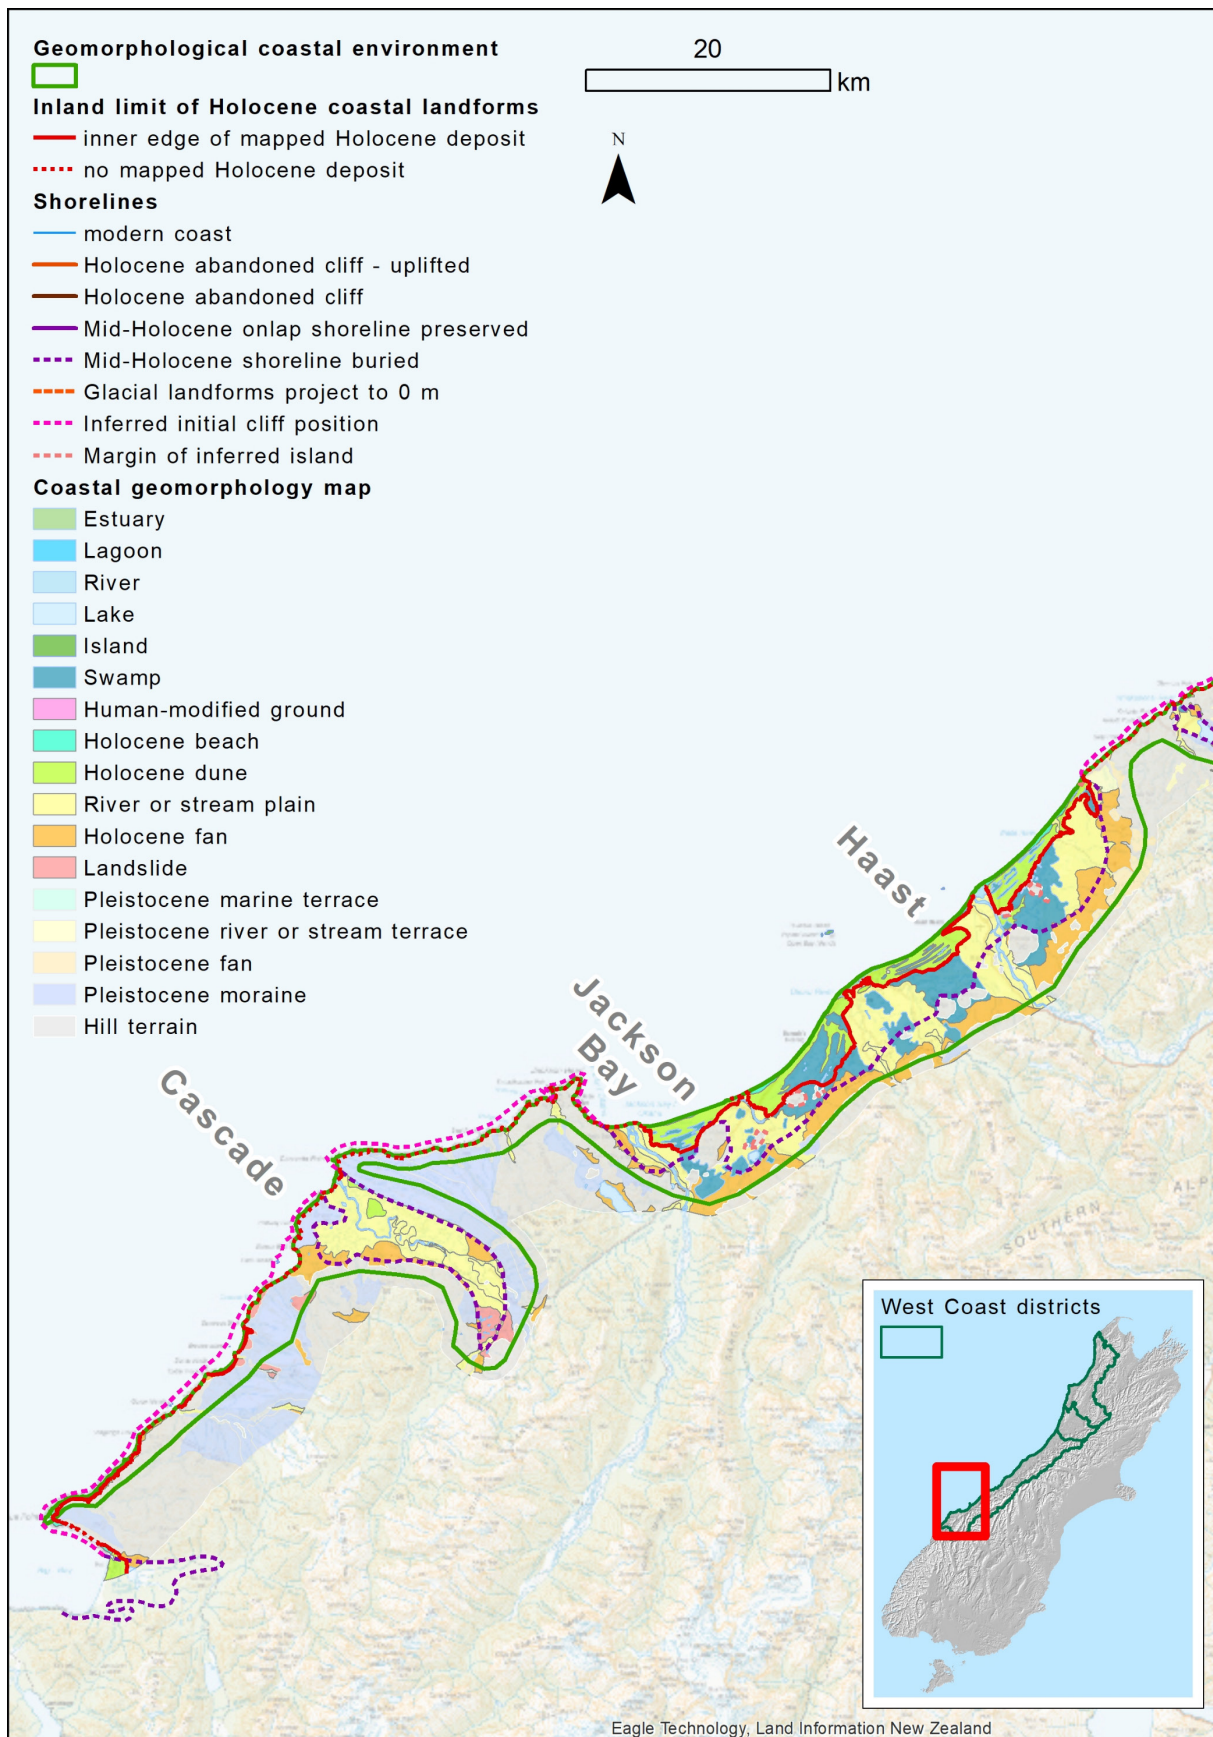 Geomorphological coastal environment
20
km
Inland limit of Holocene coastal landforms
inner edge of mapped Holocene deposit
no mapped Holocene deposit
N
Shorelines
modern coast
Holocene abandoned cliff - uplifted
Holocene abandoned cliff
Mid-Holocene onlap shoreline preserved
Mid-Holocene shoreline buried
Glacial landforms project to 0 m
Inferred initial cliff position
Margin of inferred island
Coastal geomorphology map
Estuary
Lagoon
River
Lake
Island
Swamp
Human-modified ground
Holocene beach
Holocene dune
River or stream plain
Holocene fan
Landslide
Pleistocene marine terrace
Pleistocene river or stream terrace
Pleistocene fan
Pleistocene moraine
Hill terrain
Haast
Jackson
Bay
Cascade
SOUTHERN
ALP
West Coast districts
Eagle Technology, Land Information New Zealand